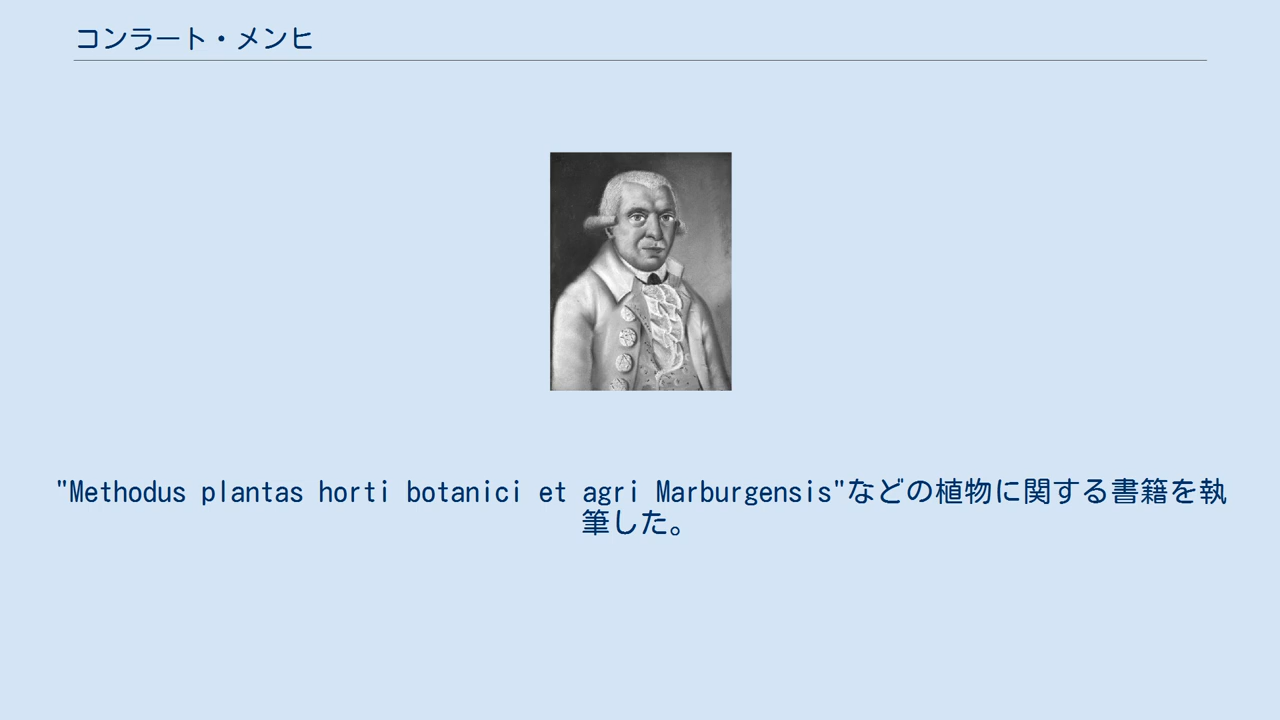 コンラート・メンヒ
"Methodus plantas horti botanici et agri Marburgensis"などの植物に関する書籍を執
筆した。